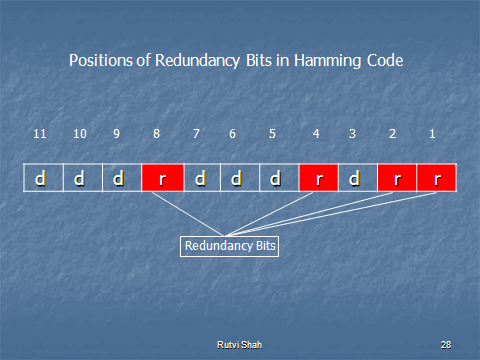 Positions of Redundancy Bits in Hamming Code
11 10 9 8 7 6 5 4 3 2 1
d d d r d d d r d r r
Redundancy Bits
Rutvi Shah 28